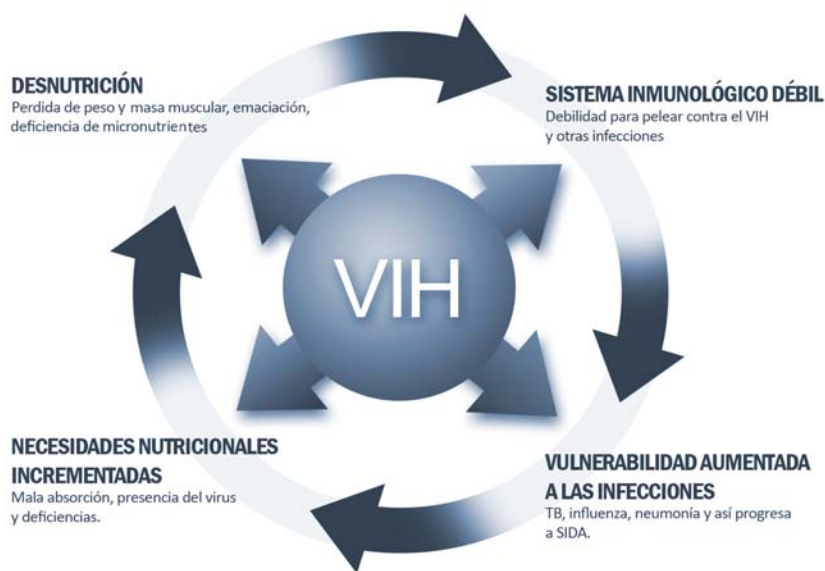 DESNUTRICIÓN
Perdida de peso y masa muscular, emaciación,
deficiencia de micronutrientes
SISTEMA INMUNOLÓGICO DÉBIL
Debilidad para pelear contra el VIH
y otras infecciones
VIH
NECESIDADES NUTRICIONALES
INCREMENTADAS
Mala absorción, presencia del virus
y deficiencias.
VULNERABILIDAD AUMENTADA
A LAS INFECCIONES
TB, influenza, neumonía y así progresa
a SIDA.